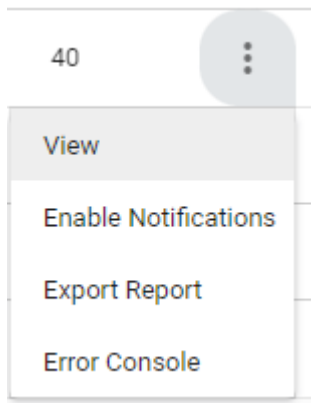 40
View
Enable Notifications
Export Report
Error Console